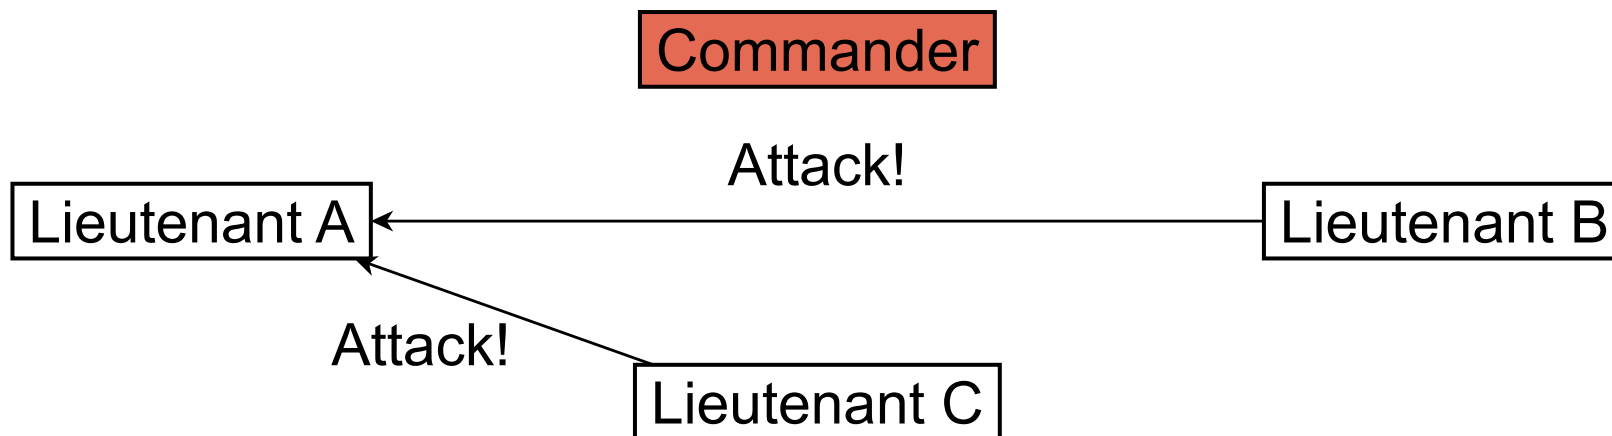 Commander
Attack!
Lieutenant A
Lieutenant B
Attack!
Lieutenant C